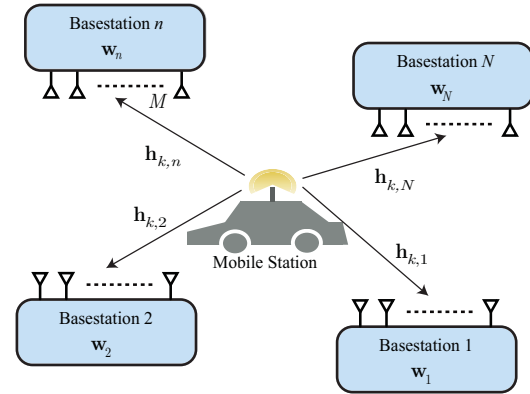 Basestation n
w_n
M
Basestation N
w_N
h_{k,n}
h_{k,N}
h_{k,2}
h_{k,1}
Mobile Station
Basestation 2
w_2
Basestation 1
w_1